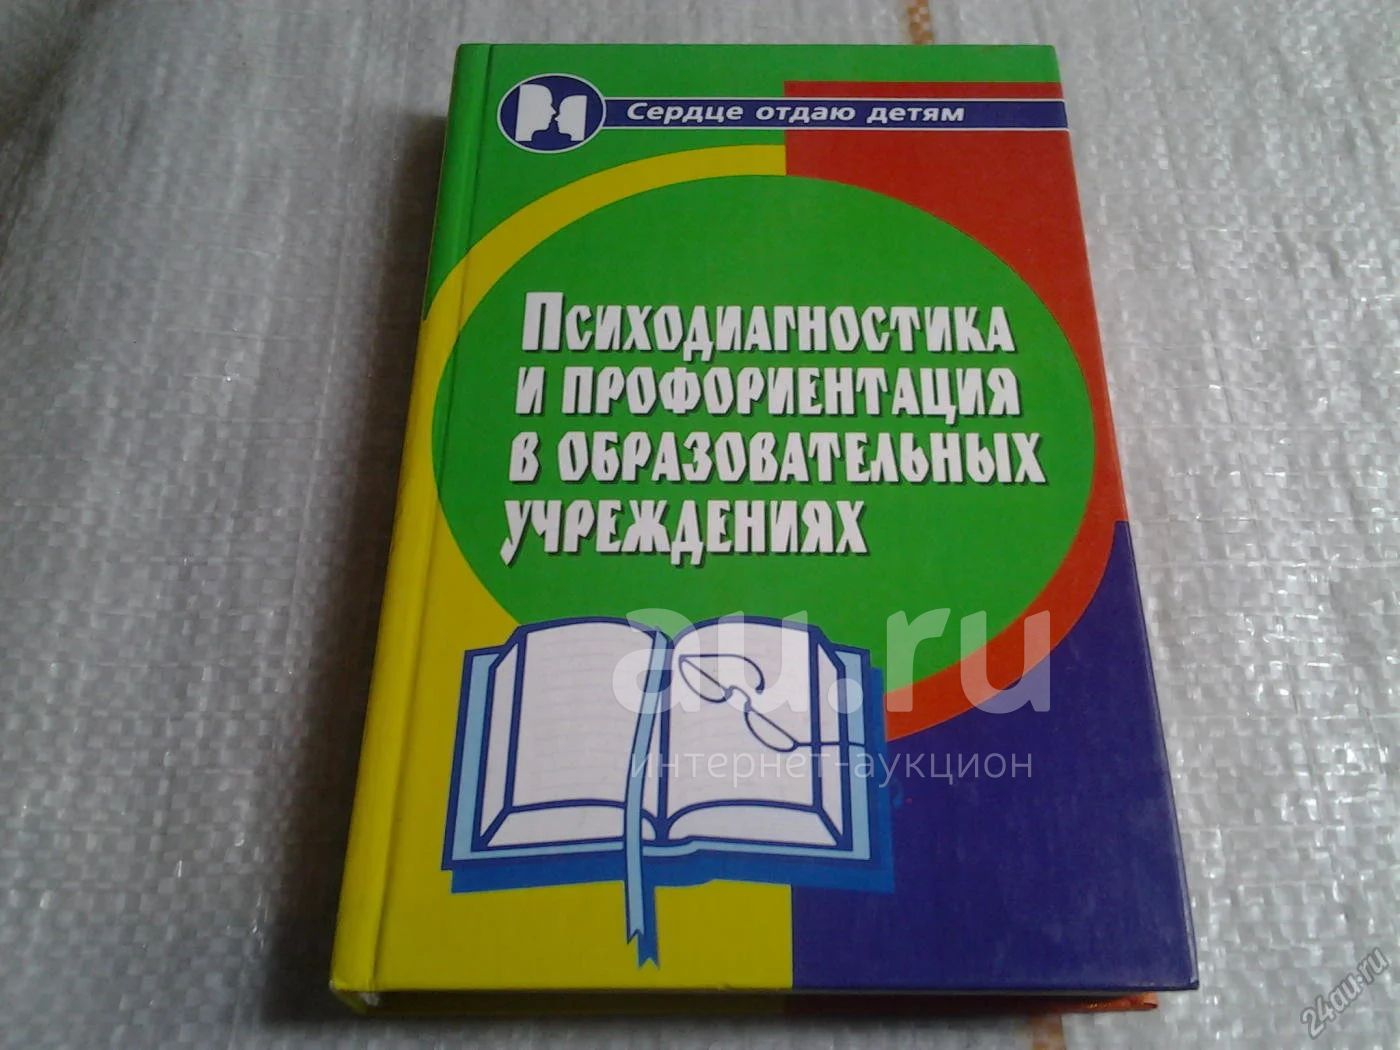 Сердце отдаю детям
Психодиагностика
и профориентация
в образовательных
учреждениях
au.ru
интернет-аукцион
24au.ru